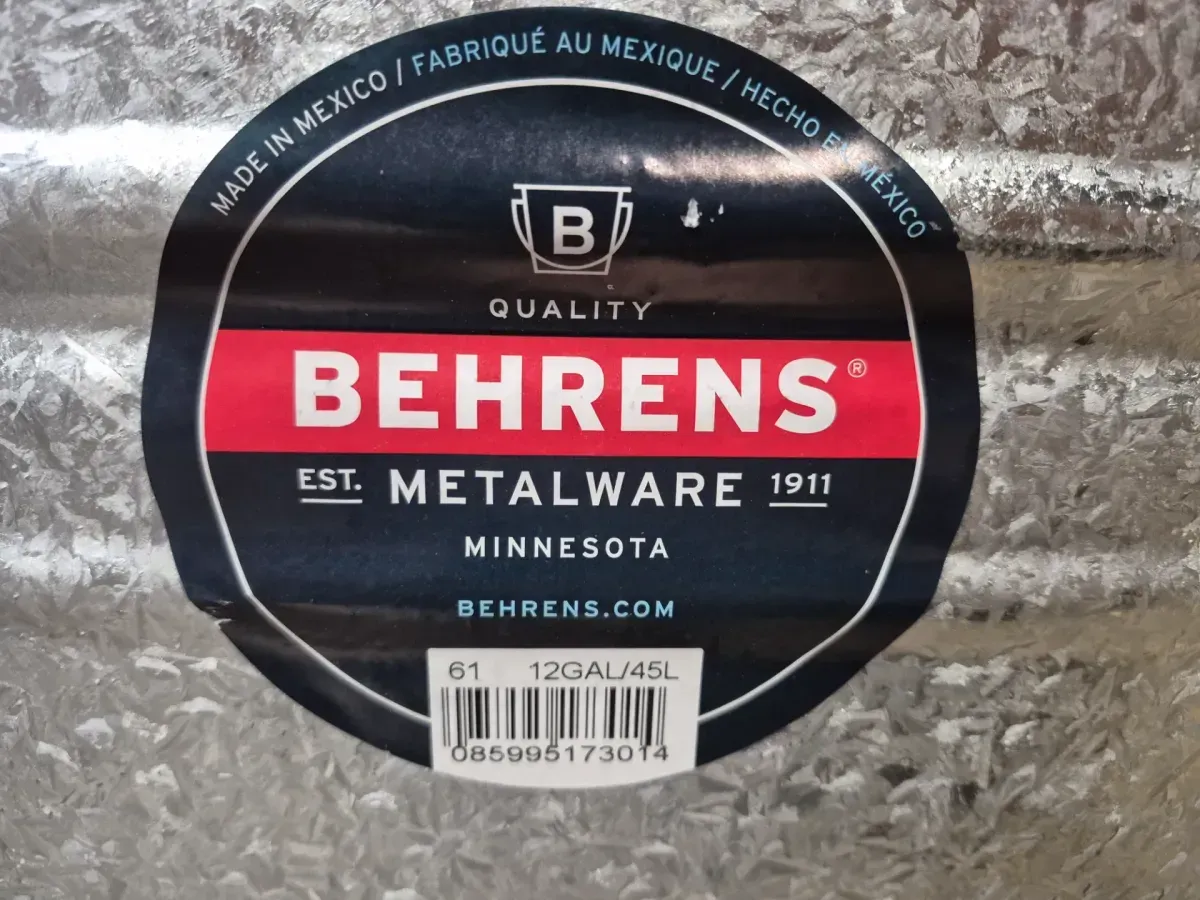 MADE IN MEXICO / FABRIQUÉ AU MEXIQUE / HECHO EN MÉXICO
B
QUALITY
BEHRENS®
EST. METALWARE 1911
MINNESOTA
BEHRENS.COM
61 12GAL/45L
085995173014